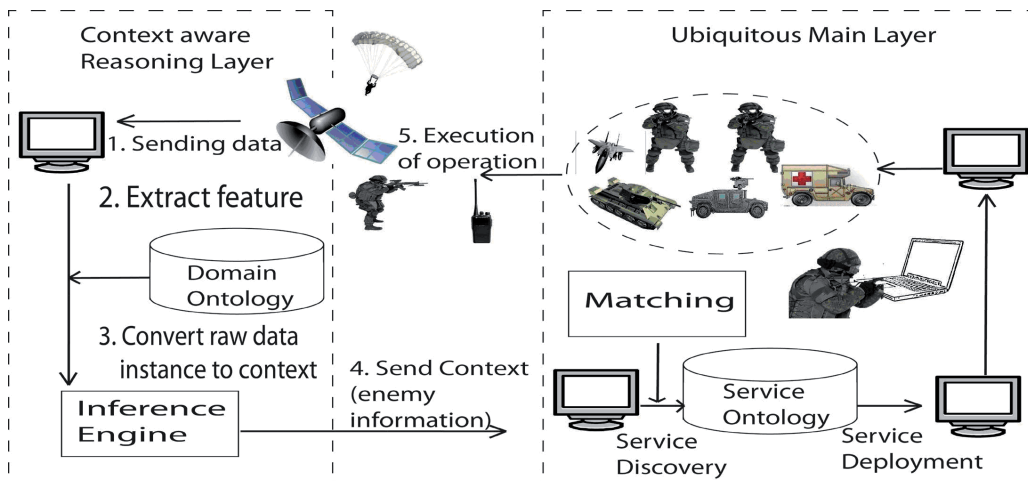 Context aware
Reasoning Layer
1. Sending data
2. Extract feature
Domain
Ontology
3. Convert raw data
instance to context
Inference
Engine
4. Send Context
(enemy
information)
5. Execution
of operation
Ubiquitous Main Layer
Matching
Service
Discovery
Service
Ontology
Service
Deployment